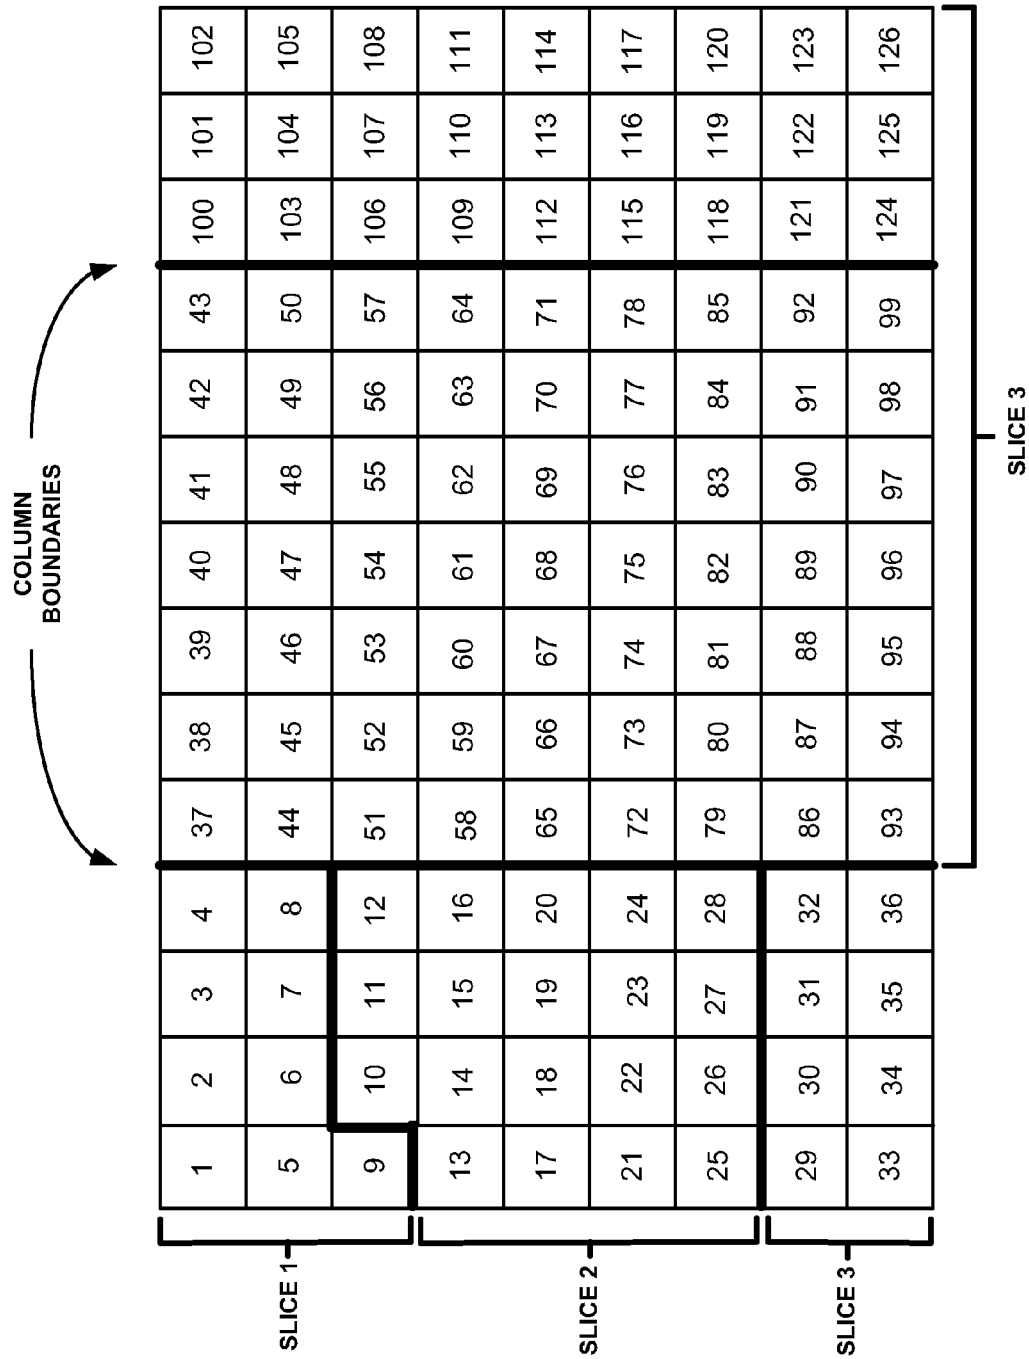 COLUMN
BOUNDARIES
1 2 3 4 37 38 39 40 41 42 43 100 101 102
5 6 7 8 44 45 46 47 48 49 50 103 104 105
SLICE 1
9 10 11 12 51 52 53 54 55 56 57 106 107 108
13 14 15 16 58 59 60 61 62 63 64 109 110 111
17 18 19 20 65 66 67 68 69 70 71 112 113 114
SLICE 2
21 22 23 24 72 73 74 75 76 77 78 115 116 117
25 26 27 28 79 80 81 82 83 84 85 118 119 120
29 30 31 32 86 87 88 89 90 91 92 121 122 123
SLICE 3
33 34 35 36 93 94 95 96 97 98 99 124 125 126
SLICE 3